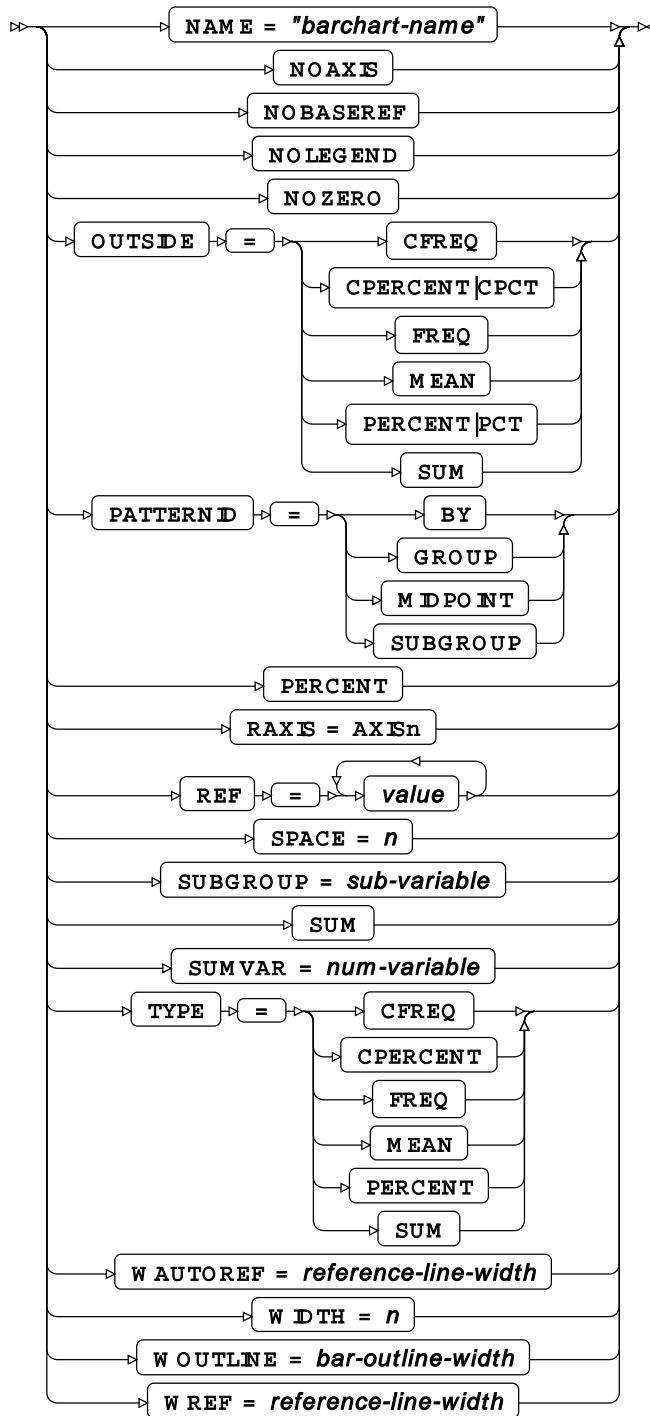 NAME = "barchart-name"
NOAXIS
NOBASEREF
NOLEGEND
NOZERO
OUTSIDE = CFREQ
CPERCENT|CPCT
FREQ
MEAN
PERCENT|PCT
SUM
PATTERNID = BY
GROUP
MIDPOINT
SUBGROUP
PERCENT
RAXIS = AXISn
REF = value
SPACE = n
SUBGROUP = sub-variable
SUM
SUMVAR = num-variable
TYPE = CFREQ
CPERCENT
FREQ
MEAN
PERCENT
SUM
WAUTOREF = reference-line-width
WIDTH = n
WOUTLINE = bar-outline-width
WREF = reference-line-width